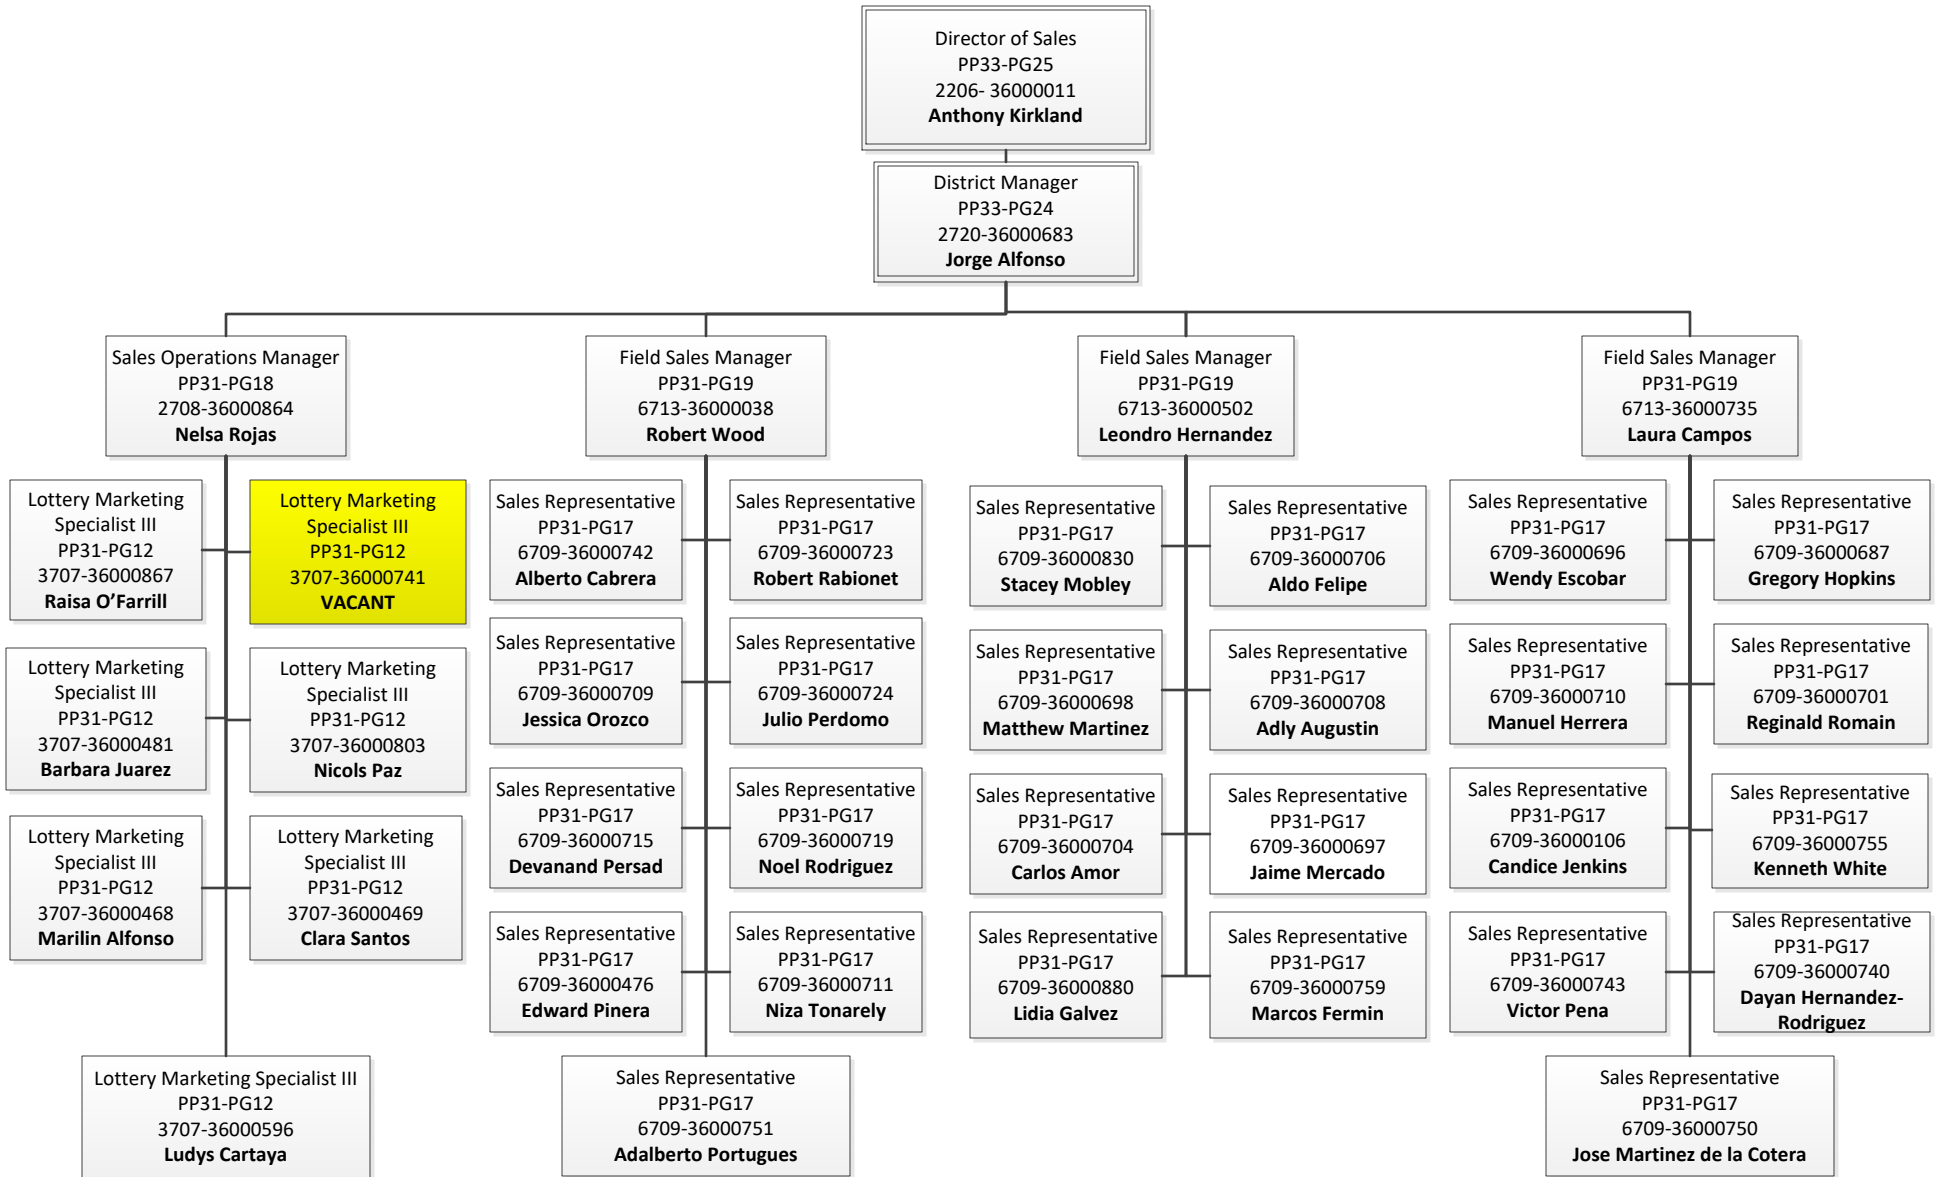 Director of Sales
PP33-PG25
2206- 36000011
Anthony Kirkland
District Manager
PP33-PG24
2720-36000683
Jorge Alfonso
Sales Operations Manager
PP31-PG18
2708-36000864
Nelsa Rojas
Field Sales Manager
PP31-PG19
6713-36000038
Robert Wood
Field Sales Manager
PP31-PG19
6713-36000502
Leondro Hernandez
Field Sales Manager
PP31-PG19
6713-36000735
Laura Campos
Lottery Marketing
Specialist III
PP31-PG12
3707-36000867
Raisa O’Farrill
Lottery Marketing
Specialist III
PP31-PG12
3707-36000741
VACANT
Sales Representative
PP31-PG17
6709-36000742
Alberto Cabrera
Sales Representative
PP31-PG17
6709-36000723
Robert Rabionet
Sales Representative
PP31-PG17
6709-36000830
Stacey Mobley
Sales Representative
PP31-PG17
6709-36000706
Aldo Felipe
Sales Representative
PP31-PG17
6709-36000696
Wendy Escobar
Sales Representative
PP31-PG17
6709-36000687
Gregory Hopkins
Lottery Marketing
Specialist III
PP31-PG12
3707-36000481
Barbara Juarez
Lottery Marketing
Specialist III
PP31-PG12
3707-36000803
Nicols Paz
Sales Representative
PP31-PG17
6709-36000709
Jessica Orozco
Sales Representative
PP31-PG17
6709-36000724
Julio Perdomo
Sales Representative
PP31-PG17
6709-36000698
Matthew Martinez
Sales Representative
PP31-PG17
6709-36000708
Adly Augustin
Sales Representative
PP31-PG17
6709-36000710
Manuel Herrera
Sales Representative
PP31-PG17
6709-36000701
Reginald Romain
Lottery Marketing
Specialist III
PP31-PG12
3707-36000468
Marilin Alfonso
Lottery Marketing
Specialist III
PP31-PG12
3707-36000469
Clara Santos
Sales Representative
PP31-PG17
6709-36000715
Devanand Persad
Sales Representative
PP31-PG17
6709-36000719
Noel Rodriguez
Sales Representative
PP31-PG17
6709-36000704
Carlos Amor
Sales Representative
PP31-PG17
6709-36000697
Jaime Mercado
Sales Representative
PP31-PG17
6709-36000106
Candice Jenkins
Sales Representative
PP31-PG17
6709-36000755
Kenneth White
Sales Representative
PP31-PG17
6709-36000476
Edward Pinera
Sales Representative
PP31-PG17
6709-36000711
Niza Tonarely
Sales Representative
PP31-PG17
6709-36000880
Lidia Galvez
Sales Representative
PP31-PG17
6709-36000759
Marcos Fermin
Sales Representative
PP31-PG17
6709-36000743
Victor Pena
Sales Representative
PP31-PG17
6709-36000740
Dayan Hernandez-
Rodriguez
Lottery Marketing Specialist III
PP31-PG12
3707-36000596
Ludys Cartaya
Sales Representative
PP31-PG17
6709-36000751
Adalberto Portugues
Sales Representative
PP31-PG17
6709-36000750
Jose Martinez de la Cotera